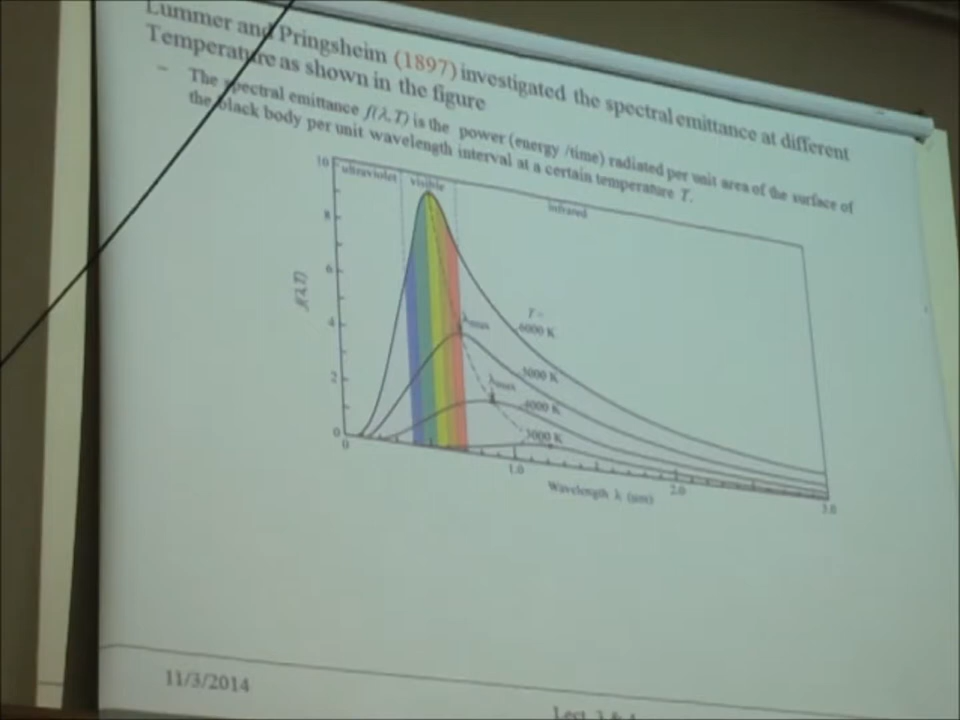 Lummer and Pringsheim (1897) investigated the spectral emittance at different
Temperature as shown in the figure
– The spectral emittance f(λ,T) is the power (energy /time) radiated per unit area of the surface of
the black body per unit wavelength interval at a certain temperature T.
10
ultraviolet
visible
infrared
8
6
f(λ,T)
4
2
0
T =
6000 K
λmax
5000 K
λmax
4000 K
3000 K
0
1.0
2.0
3.0
Wavelength λ (μm)
11/3/2014
Lect. 3 &